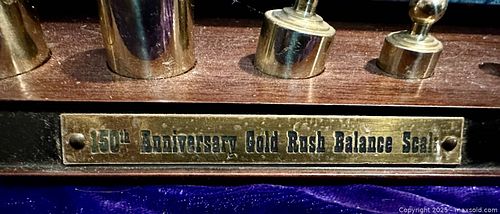 150th Anniversary Gold Rush Balance Scale
Copyright 2025 - maxsold.com